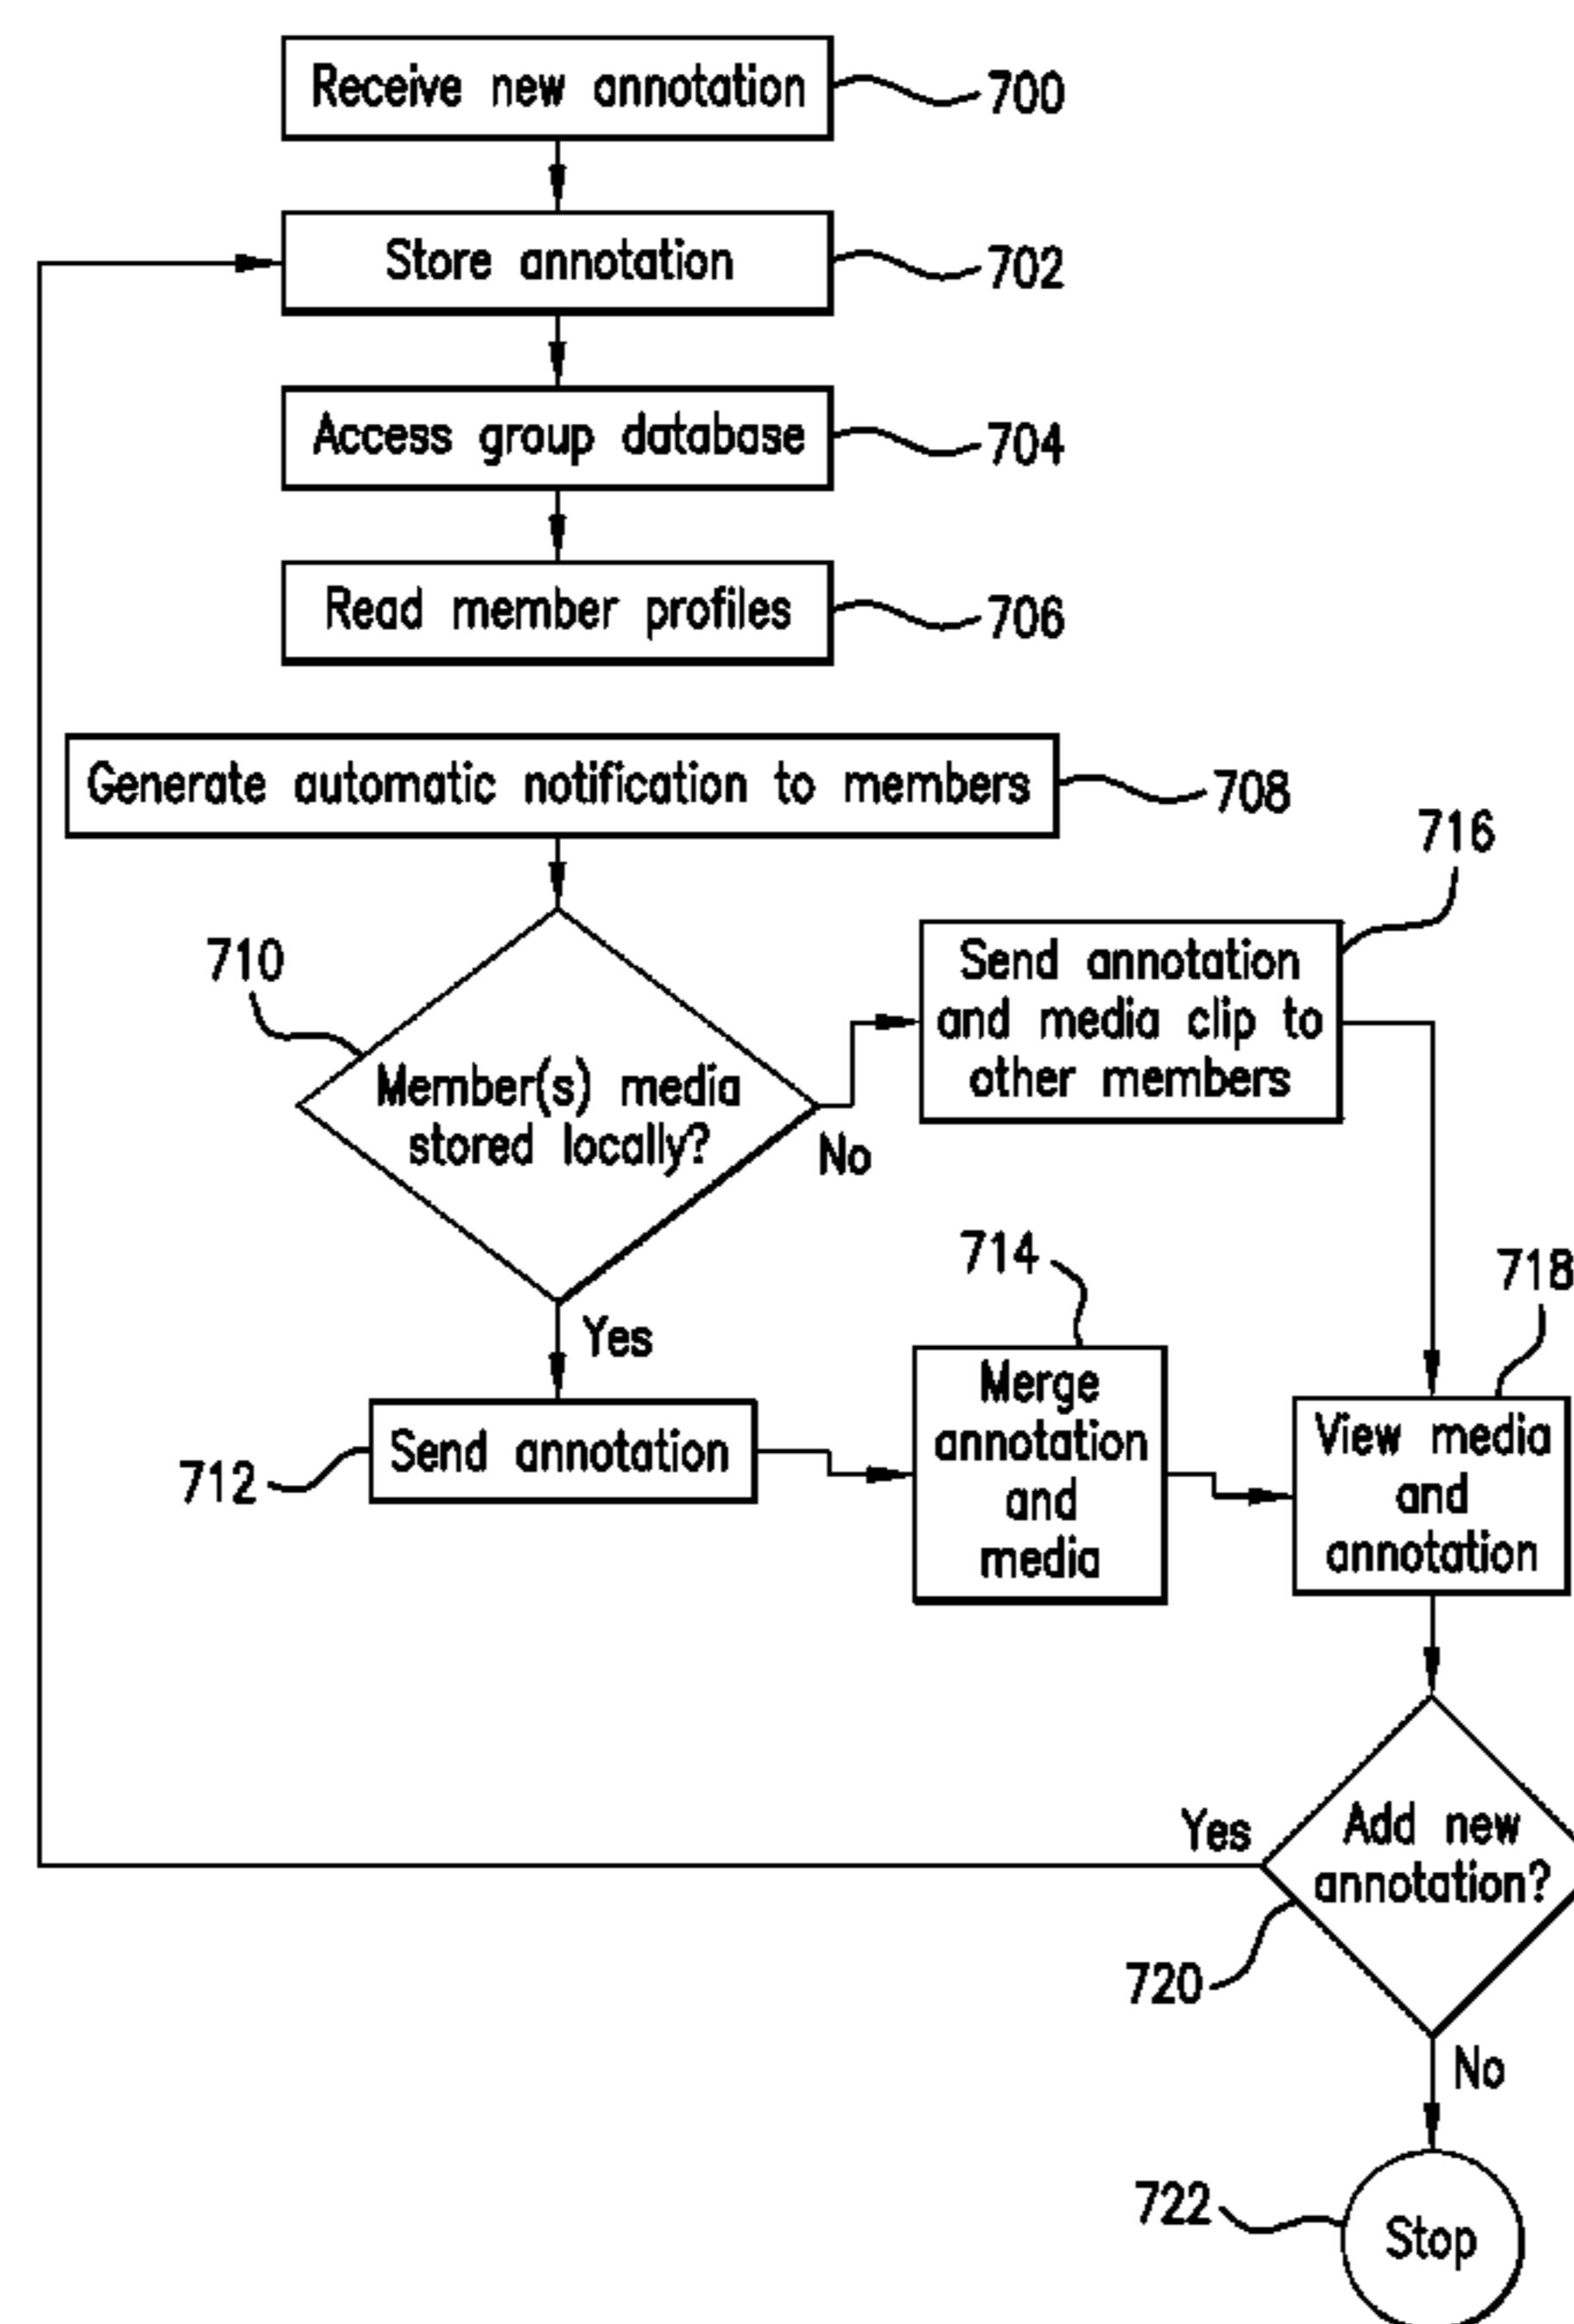 Receive new annotation
700
Store annotation
702
Access group database
704
Read member profiles
706
Generate automatic notification to members
708
710
Member(s) media
stored locally?
No
Yes
716
Send annotation
and media clip to
other members
712
Send annotation
714
Merge
annotation
and
media
718
View media
and
annotation
Yes
Add new
annotation?
720
No
722
Stop